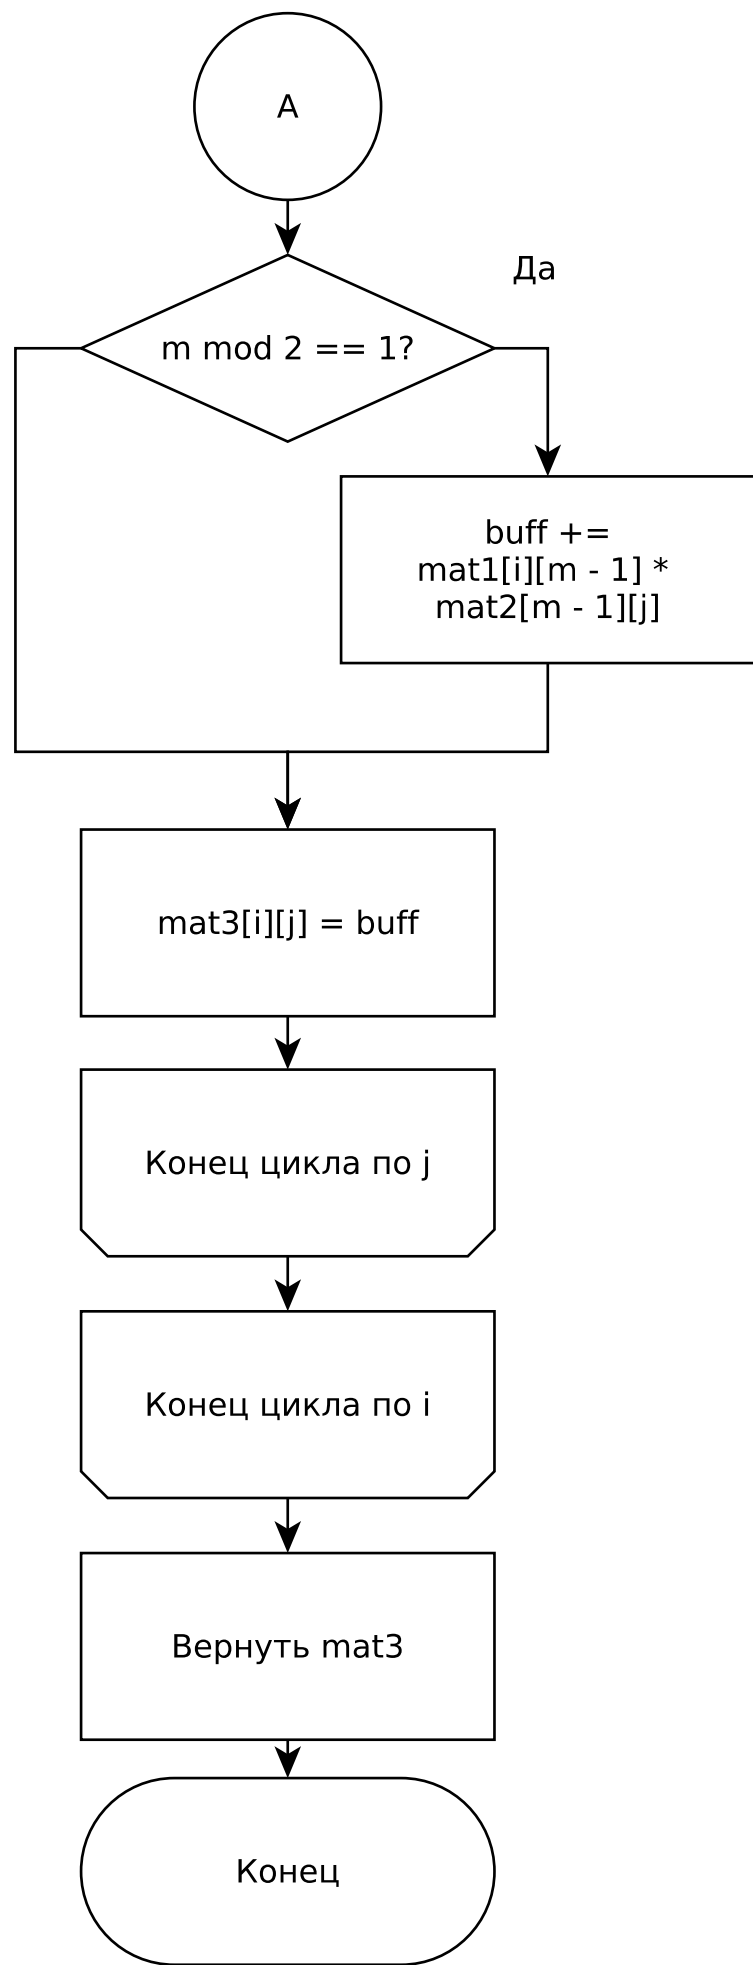 A
Да
m mod 2 == 1?
buff +=
mat1[i][m - 1] *
mat2[m - 1][j]
mat3[i][j] = buff
Конец цикла по j
Конец цикла по i
Вернуть mat3
Конец